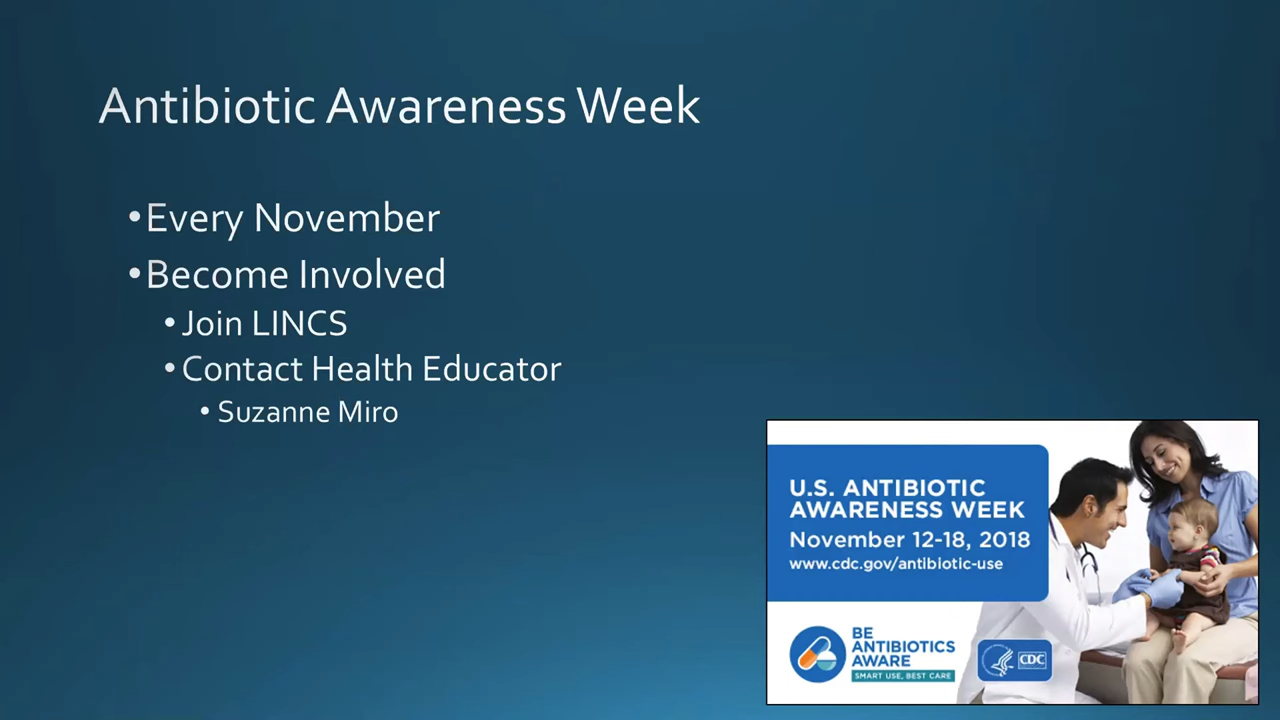 Antibiotic Awareness Week
•Every November
•Become Involved
• Join LINCS
• Contact Health Educator
• Suzanne Miro
U.S. ANTIBIOTIC
AWARENESS WEEK
November 12-18, 2018
www.cdc.gov/antibiotic-use
BE
ANTIBIOTICS
AWARE
SMART USE, BEST CARE
CDC